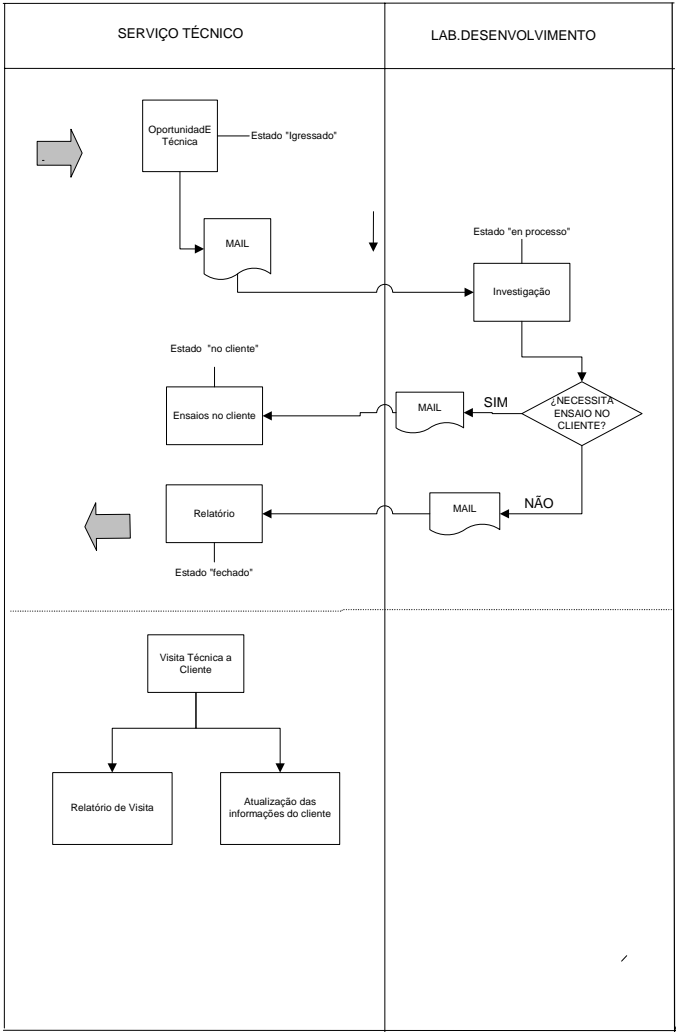 SERVIÇO TÉCNICO
LAB.DESENVOLVIMENTO
OportunidadE
Técnica
Estado "Igressado"
-
MAIL
Estado "en processo"
Investigação
Estado "no cliente"
Ensaios no cliente
MAIL
SIM
¿NECESSITA
ENSAIO NO
CLIENTE?
Relatório
MAIL
NÃO
Estado "fechado"
Visita Técnica a
Cliente
Relatório de Visita
Atualização das
informações do cliente